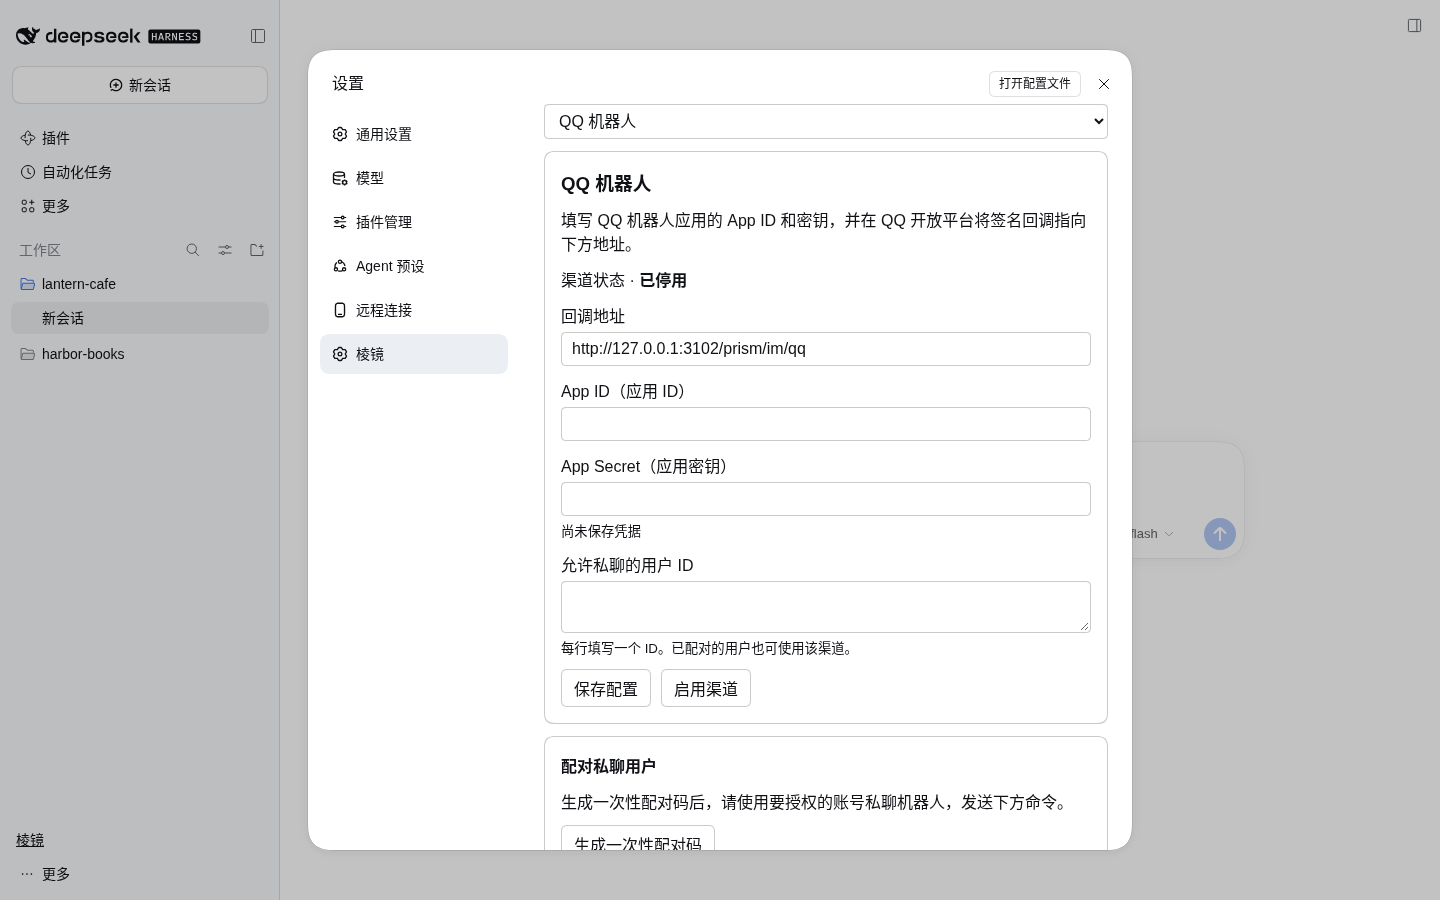 deepseek HARNESS
新会话
插件
自动化任务
更多
工作区
lantern-cafe
新会话
harbor-books
棱镜
更多
设置
打开配置文件
通用设置
模型
插件管理
Agent 预设
远程连接
棱镜
QQ 机器人
QQ 机器人
填写 QQ 机器人应用的 App ID 和密钥，并在 QQ 开放平台将签名回调指向
下方地址。
渠道状态 · 已停用
回调地址
http://127.0.0.1:3102/prism/im/qq
App ID（应用 ID）
App Secret（应用密钥）
尚未保存凭据
允许私聊的用户 ID
每行填写一个 ID。已配对的用户也可使用该渠道。
保存配置
启用渠道
配对私聊用户
生成一次性配对码后，请使用要授权的账号私聊机器人，发送下方命令。
生成一次性配对码
flash